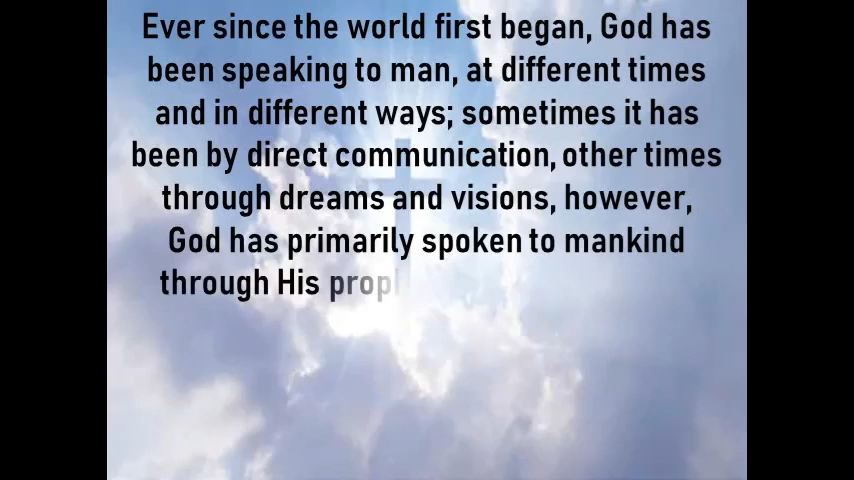 Ever since the world first began, God has
been speaking to man, at different times
and in different ways; sometimes it has
been by direct communication, other times
through dreams and visions, however,
God has primarily spoken to mankind
through His